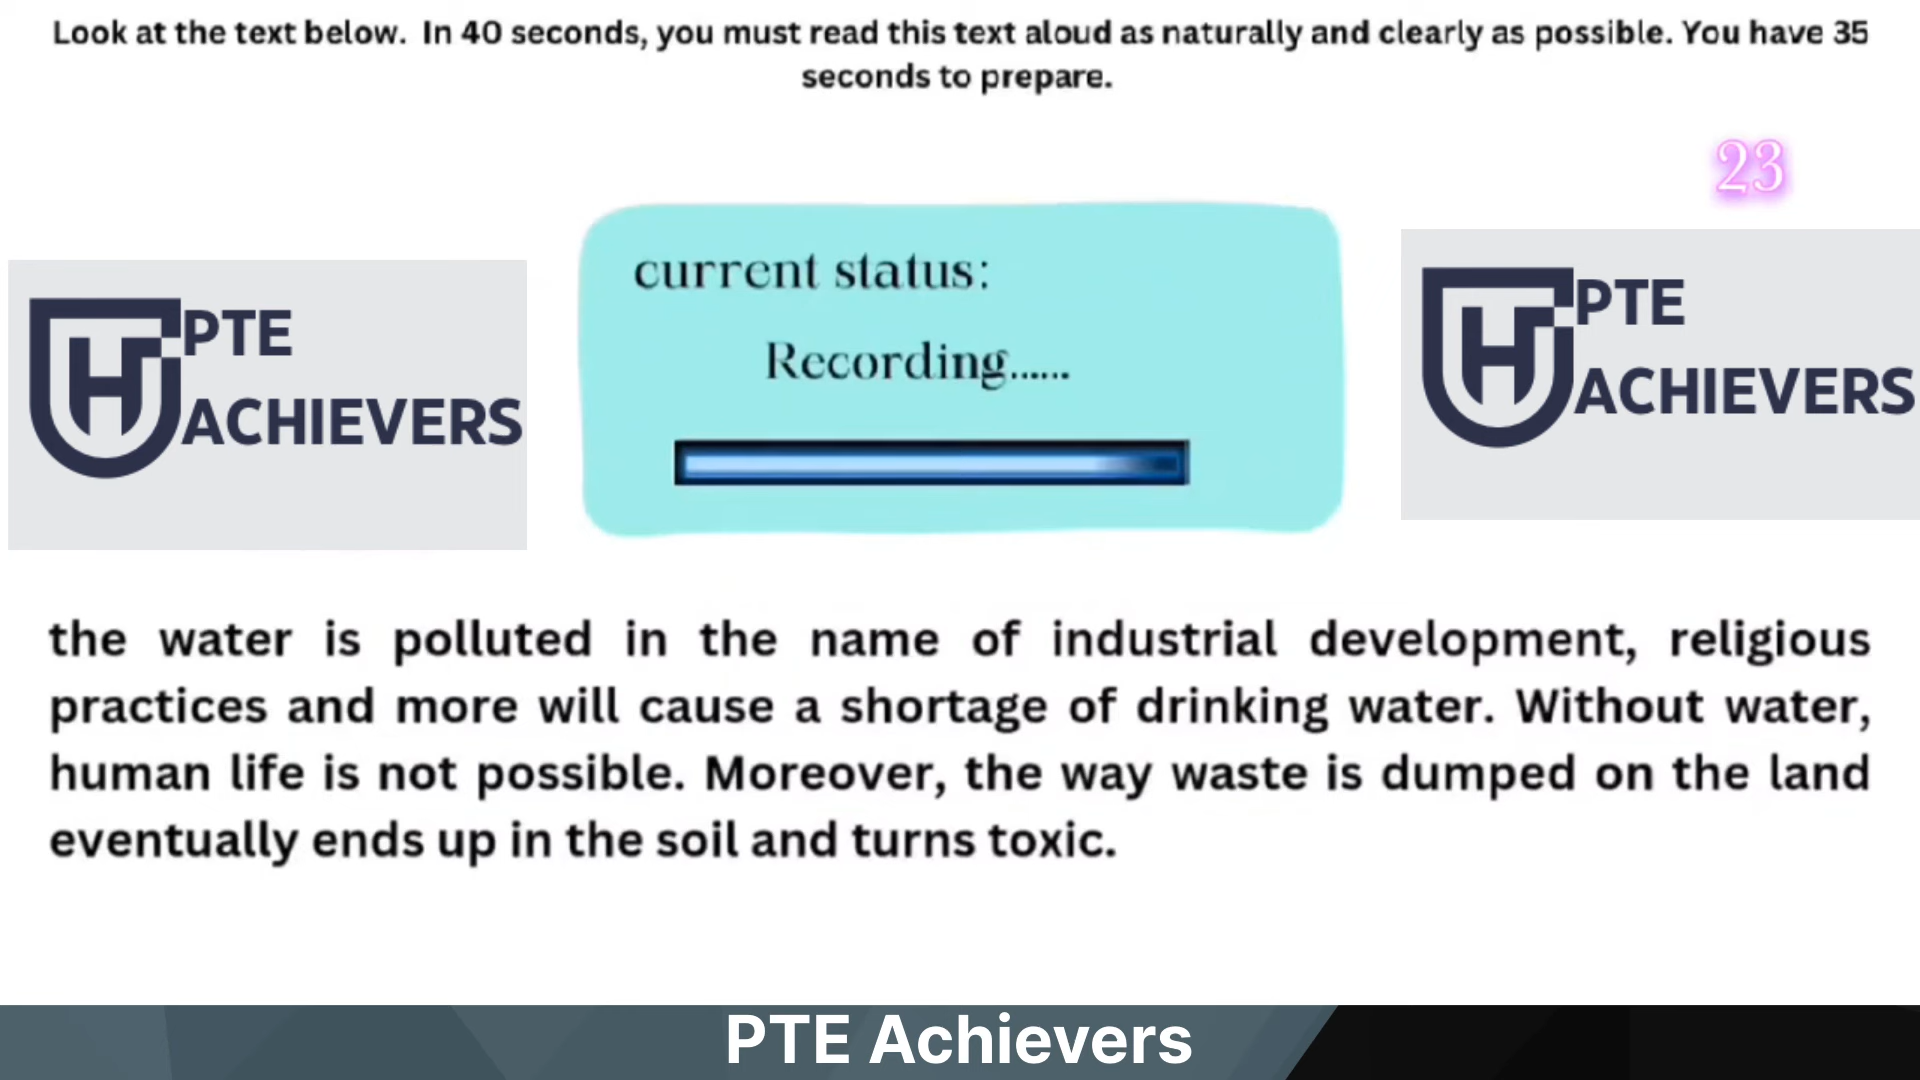 Look at the text below. In 40 seconds, you must read this text aloud as naturally and clearly as possible. You have 35
seconds to prepare.
23
current status:
Recording......
PTE
ACHIEVERS
PTE
ACHIEVERS
the water is polluted in the name of industrial development, religious
practices and more will cause a shortage of drinking water. Without water,
human life is not possible. Moreover, the way waste is dumped on the land
eventually ends up in the soil and turns toxic.
PTE Achievers